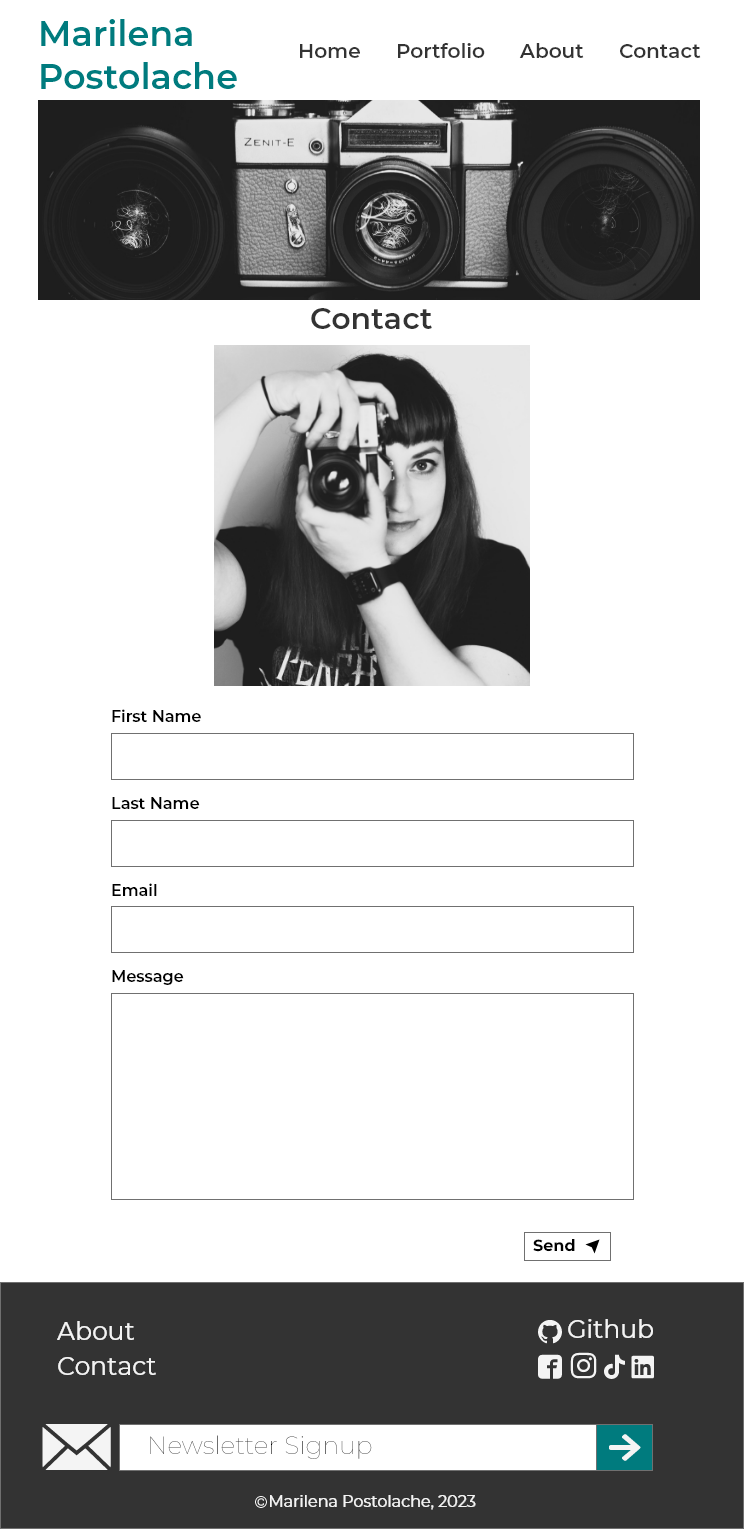 Marilena
Postolache
Home Portfolio About Contact
ZENIT-E
Contact
First Name
Last Name
Email
Message
Send
About
Contact
Github
Newsletter Signup
©Marilena Postolache, 2023